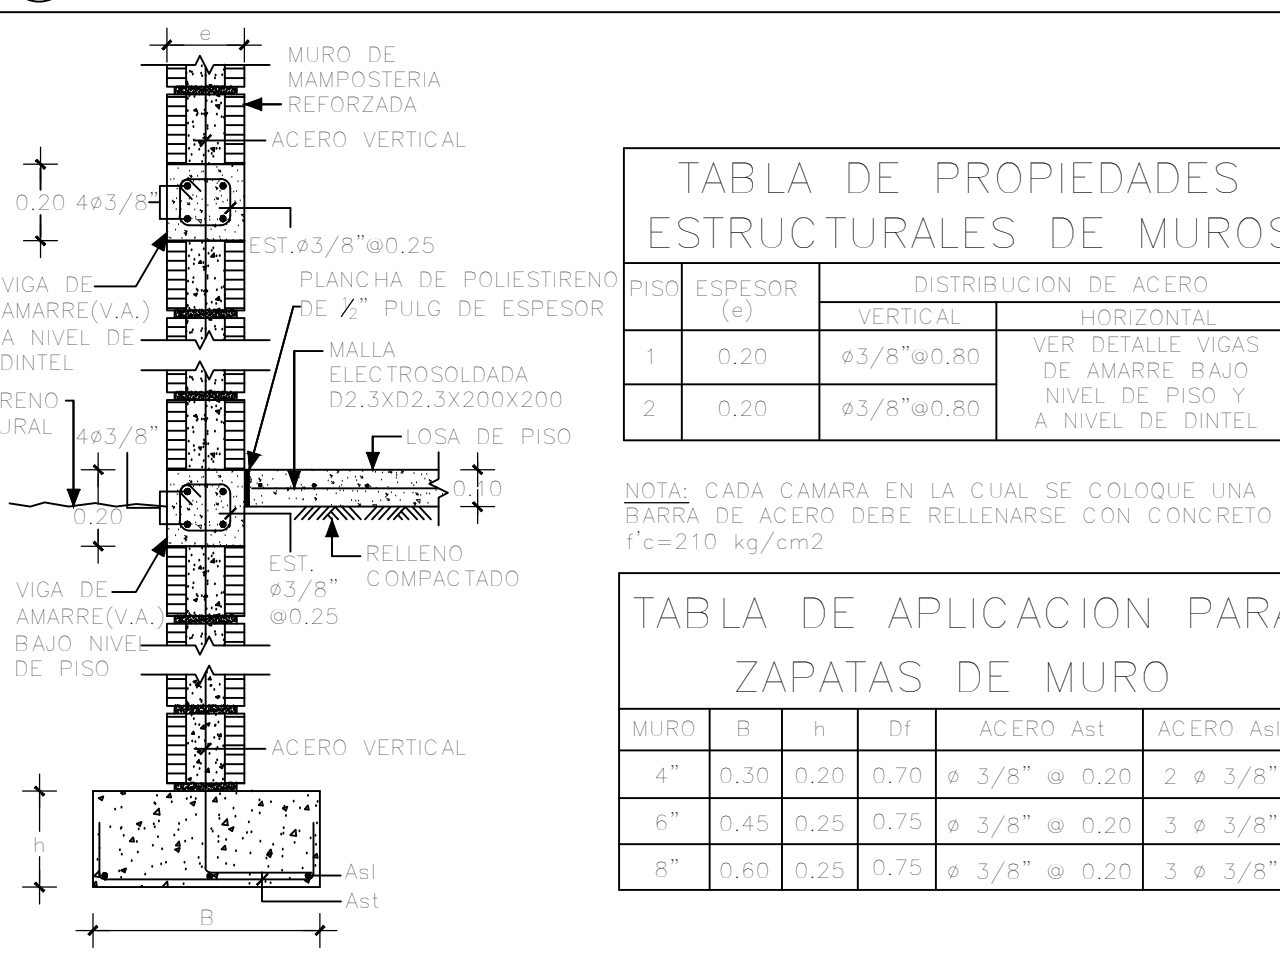 e
MURO DE
MAMPOSTERIA
REFORZADA
ACERO VERTICAL
0.20 4ø3/8"
EST.ø3/8"@0.25
VIGA DE
AMARRE(V.A.)
A NIVEL DE
DINTEL
PLANCHA DE POLIESTIRENO
DE ½" PULG DE ESPESOR
MALLA
ELECTROSOLDADA
D2.3XD2.3X200X200
RENO
URAL
4ø3/8"
LOSA DE PISO
0.10
0.20
RELLENO
COMPACTADO
EST.
ø3/8"
@0.25
VIGA DE
AMARRE(V.A.)
BAJO NIVEL
DE PISO
ACERO VERTICAL
h
Asl
Ast
B
TABLA DE PROPIEDADES
ESTRUCTURALES DE MUROS
PISO ESPESOR (e) DISTRIBUCION DE ACERO
VERTICAL HORIZONTAL
1 0.20 ø3/8"@0.80
2 0.20 ø3/8"@0.80
VER DETALLE VIGAS
DE AMARRE BAJO
NIVEL DE PISO Y
A NIVEL DE DINTEL
NOTA: CADA CAMARA EN LA CUAL SE COLOQUE UNA
BARRA DE ACERO DEBE RELLENARSE CON CONCRETO
f'c=210 kg/cm2
TABLA DE APLICACION PARA
ZAPATAS DE MURO
MURO B h Df ACERO Ast ACERO Asl
4" 0.30 0.20 0.70 ø 3/8" @ 0.20 2 ø 3/8"
6" 0.45 0.25 0.75 ø 3/8" @ 0.20 3 ø 3/8"
8" 0.60 0.25 0.75 ø 3/8" @ 0.20 3 ø 3/8"